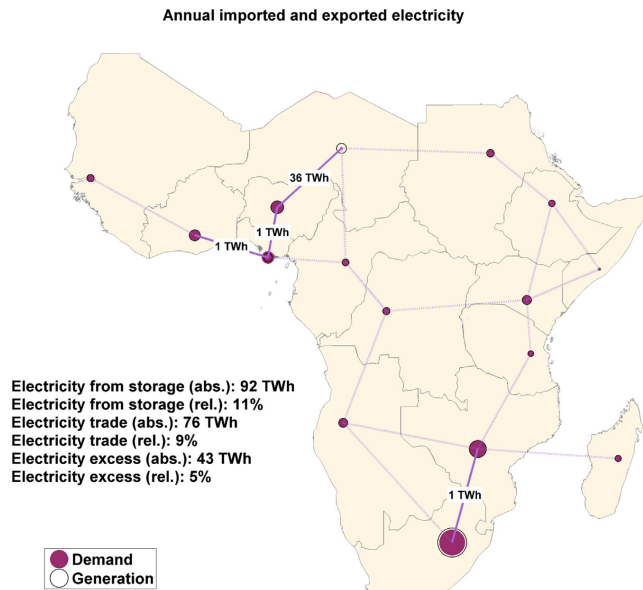 Annual imported and exported electricity
36 TWh
1 TWh
1 TWh
Electricity from storage (abs.): 92 TWh
Electricity from storage (rel.): 11%
Electricity trade (abs.): 76 TWh
Electricity trade (rel.): 9%
Electricity excess (abs.): 43 TWh
Electricity excess (rel.): 5%
1 TWh
Demand
Generation